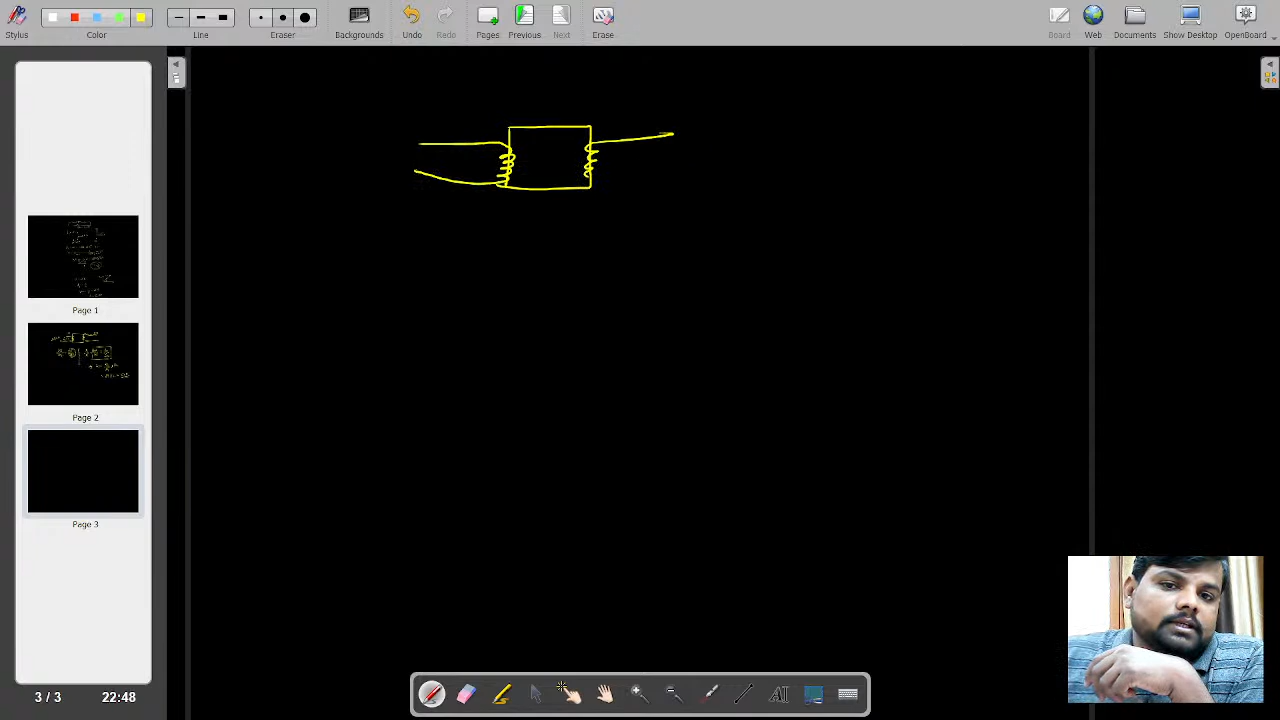 Stylus
Color
Line
Eraser
Backgrounds
Undo
Redo
Pages
Previous
Next
Erase
Board
Web
Documents
Show Desktop
OpenBoard
Page 1
Page 2
Page 3
3 / 3
22:48
AI